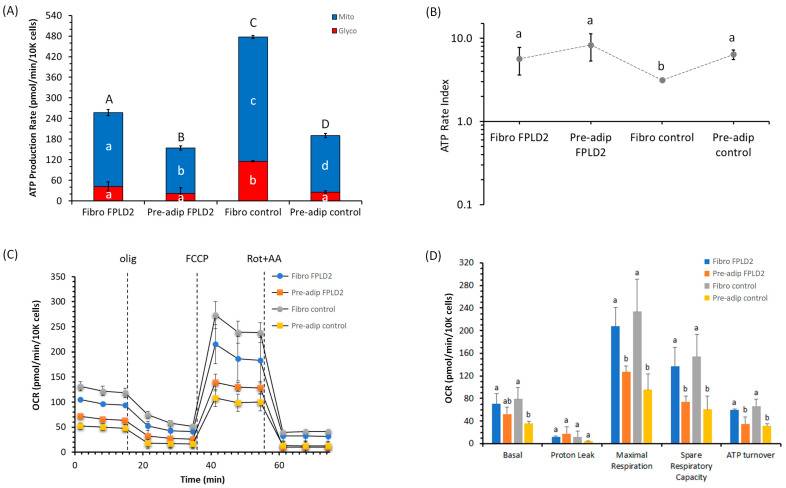 (A)
Mito
Glyco
ATP Production Rate (pmol/min/10K cells)
540
480
420
360
300
240
180
120
60
0
A
B
C
D
a
b
c
d
a
a
b
a
Fibro FPLD2
Pre-adip FPLD2
Fibro control
Pre-adip control
(B)
ATP Rate Index
10.0
1.0
0.1
a
a
b
a
Fibro FPLD2
Pre-adip
FPLD2
Fibro control
Pre-adip
control
(C)
olig
FCCP
Rot+AA
OCR (pmol/min/10K cells)
350
300
250
200
150
100
50
0
0
20
40
60
Time (min)
Fibro FPLD2
Pre-adip FPLD2
Fibro control
Pre-adip control
(D)
Fibro FPLD2
Pre-adip FPLD2
Fibro control
Pre-adip control
OCR (pmol/min/10K cells)
320
280
240
200
160
120
80
40
0
a
ab
a
b
a
a
a
a
a
b
a
b
a
b
a
b
a
b
a
b
Basal
Proton Leak
Maximal
Respiration
Spare
Respiratory
Capacity
ATP turnover